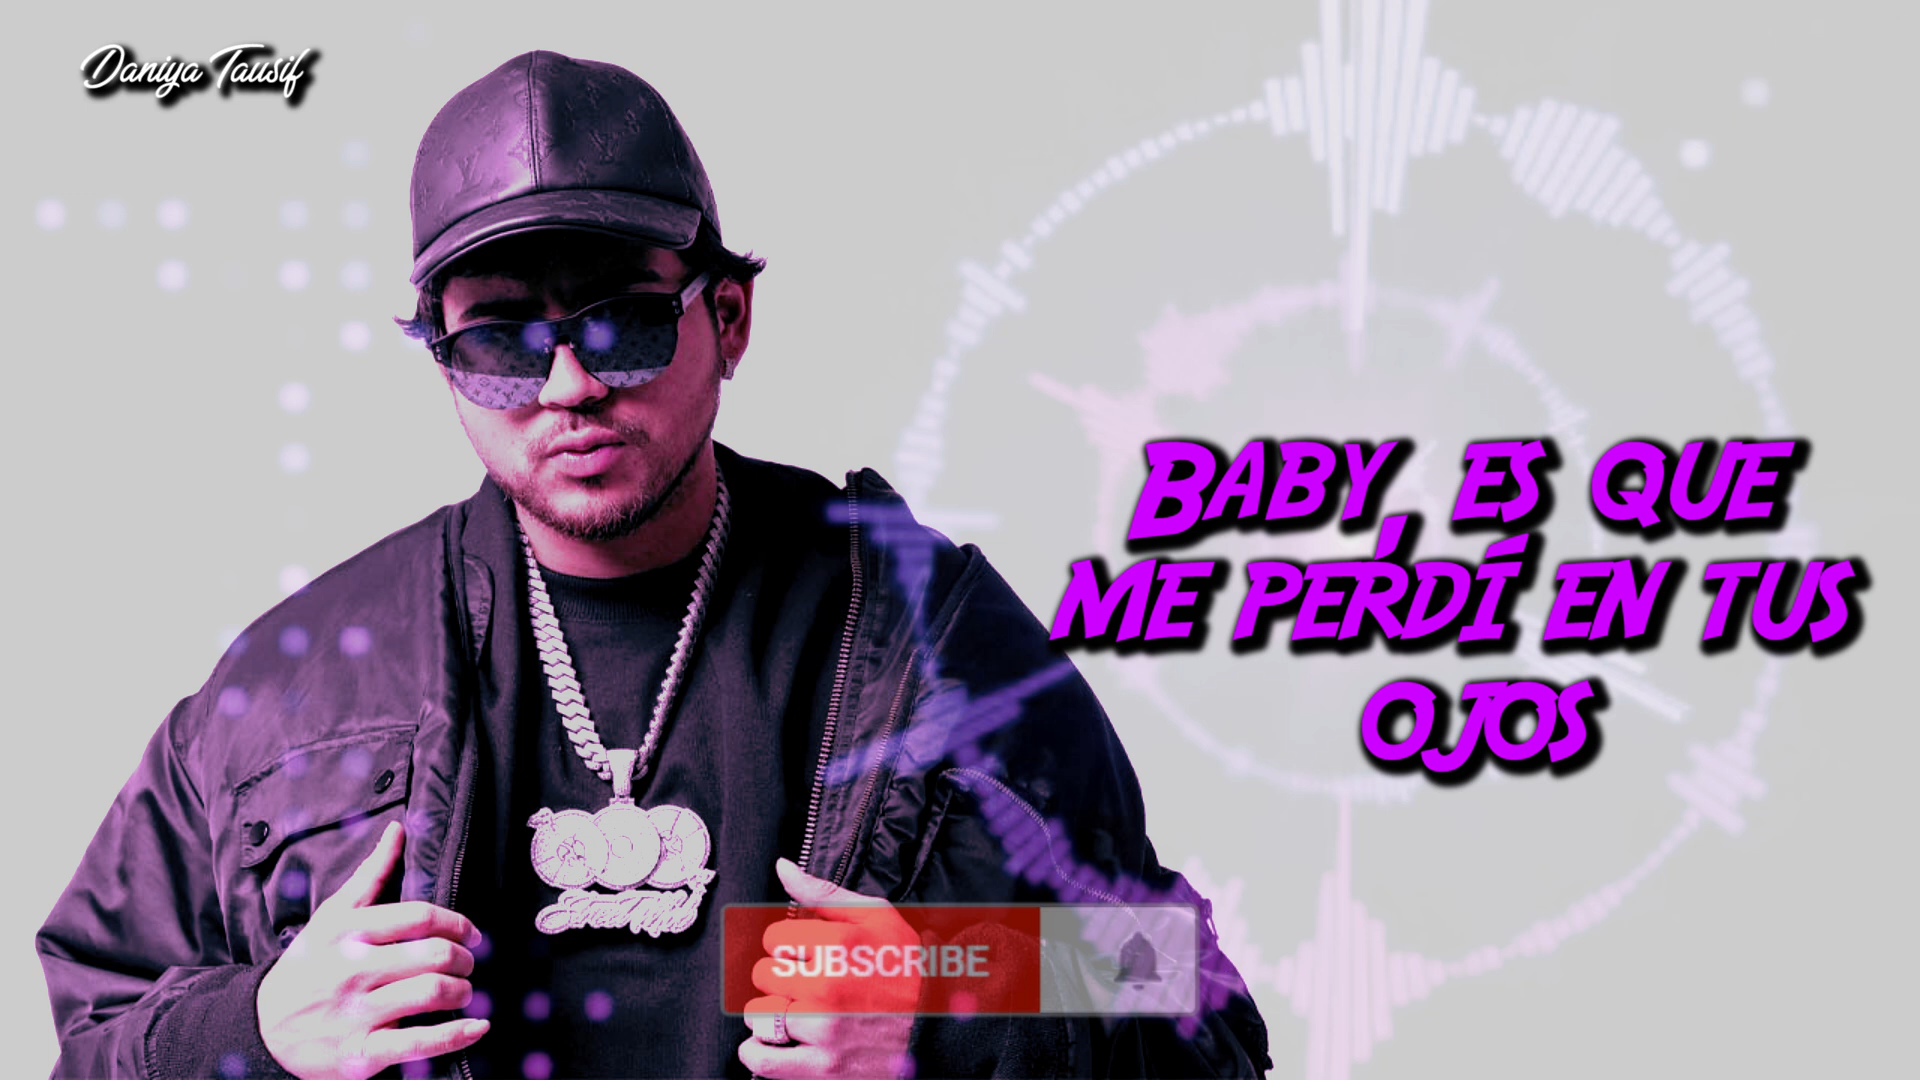 Daniya Tausif
Baby, es que
me perdí en tus
ojos
SUBSCRIBE